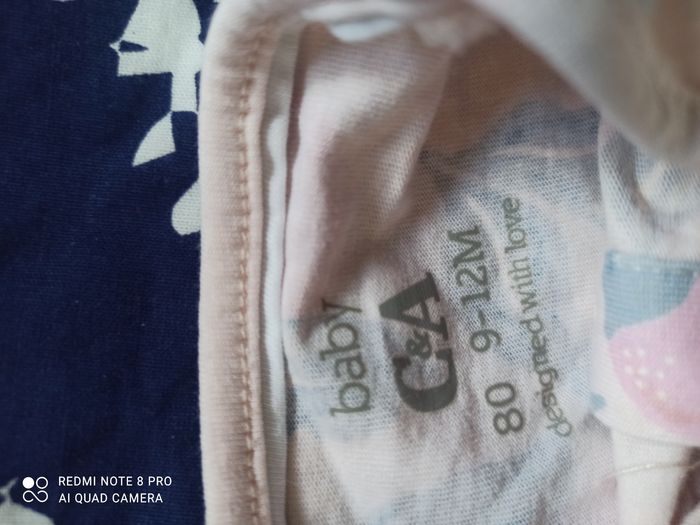 baby
C&A
80 9-12M
designed with love
REDMI NOTE 8 PRO
AI QUAD CAMERA